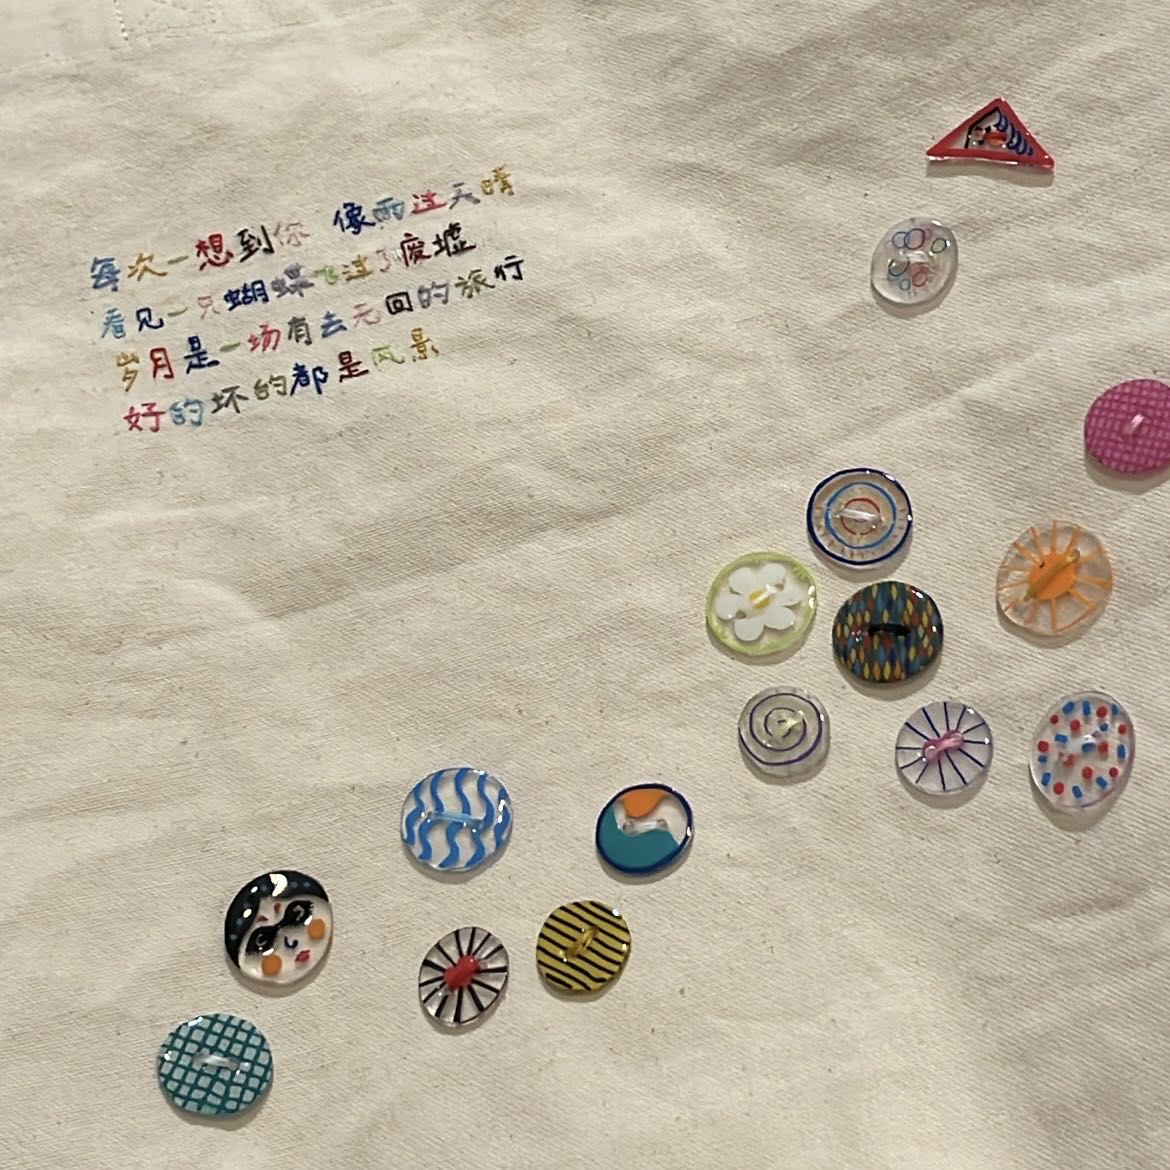 每次一想到你 像雨过天晴
看见一只蝴蝶飞过了废墟
岁月是一场有去无回的旅行
好的坏的都是风景